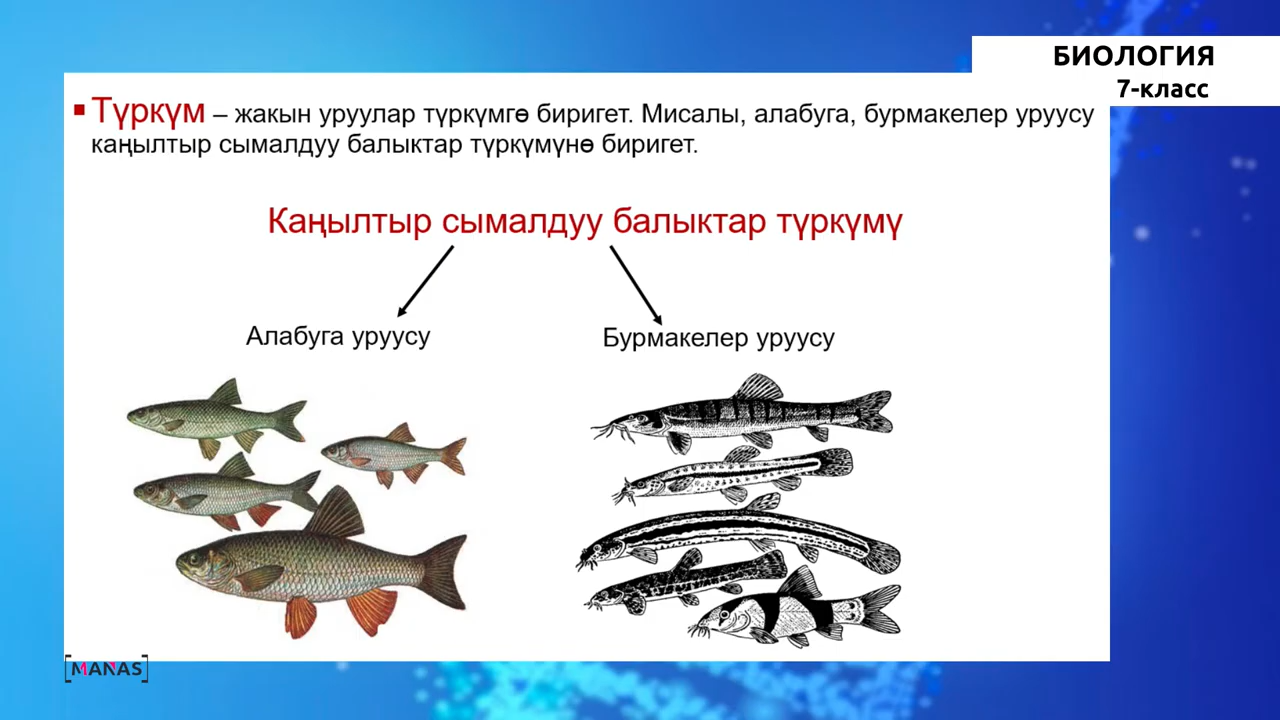 БИОЛОГИЯ
7-класс
▪ Түркүм – жакын уруулар түркүмгө биригет. Мисалы, алабуга, бурмакелер уруусу
каңылтыр сымалдуу балыктар түркүмүнө биригет.
Каңылтыр сымалдуу балыктар түркүмү
Алабуга уруусу
Бурмакелер уруусу
[MANAS]